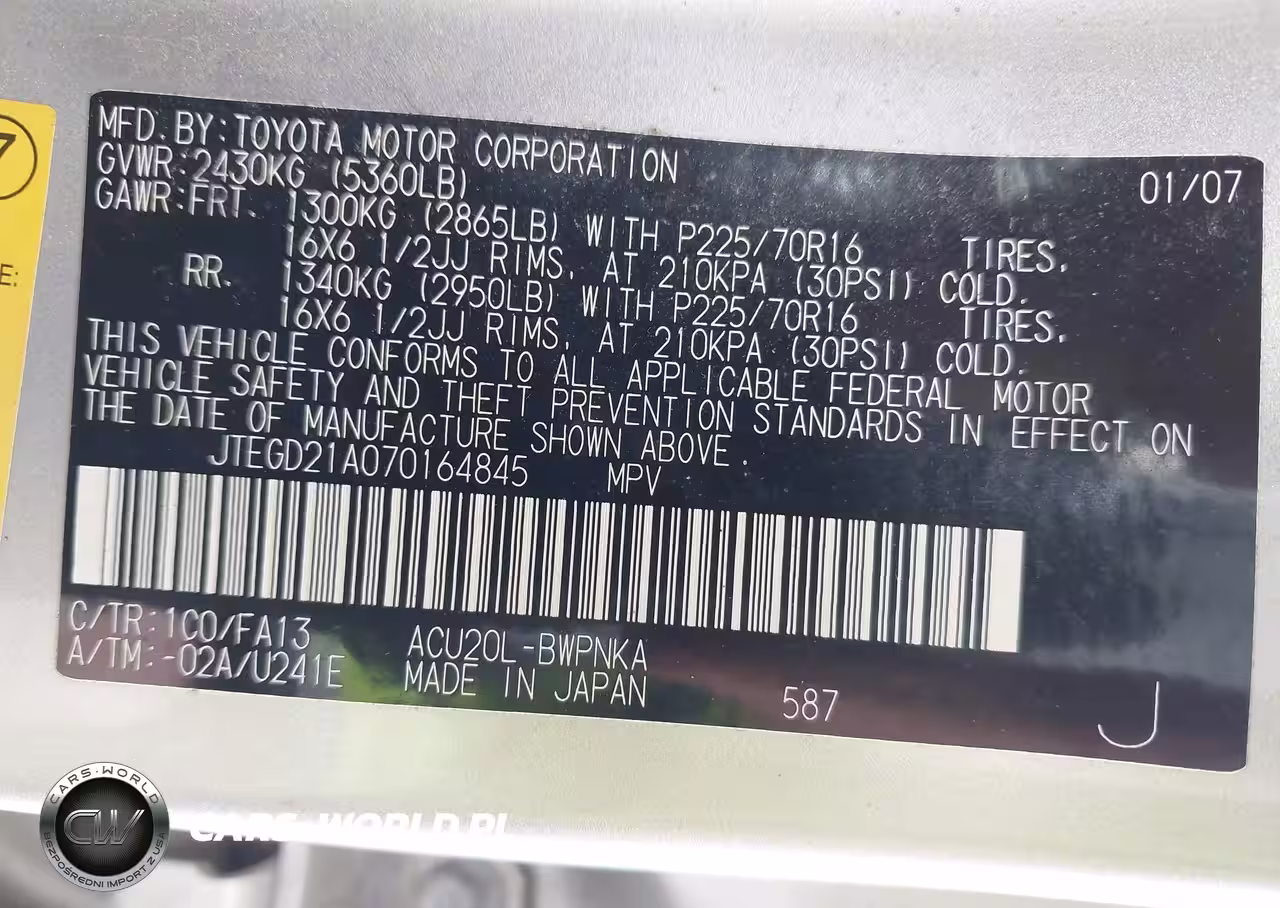 7
E:
MFD. BY: TOYOTA MOTOR CORPORATION 01/07
GVWR: 2430KG (5360LB)
GAWR: FRT. 1300KG (2865LB) WITH P225/70R16 TIRES,
16X6 1/2JJ RIMS, AT 210KPA (30PSI) COLD.
RR. 1340KG (2950LB) WITH P225/70R16 TIRES,
16X6 1/2JJ RIMS, AT 210KPA (30PSI) COLD.
THIS VEHICLE CONFORMS TO ALL APPLICABLE FEDERAL MOTOR
VEHICLE SAFETY AND THEFT PREVENTION STANDARDS IN EFFECT ON
THE DATE OF MANUFACTURE SHOWN ABOVE.
JTEGD21A070164845 MPV
C/TR: 1C0/FA13 ACU20L-BWPNKA
A/TM: -02A/U241E MADE IN JAPAN 587 J
CARS-WORLD
CW
BEZPOŚREDNI IMPORT Z USA
CARS-WORLD.PL